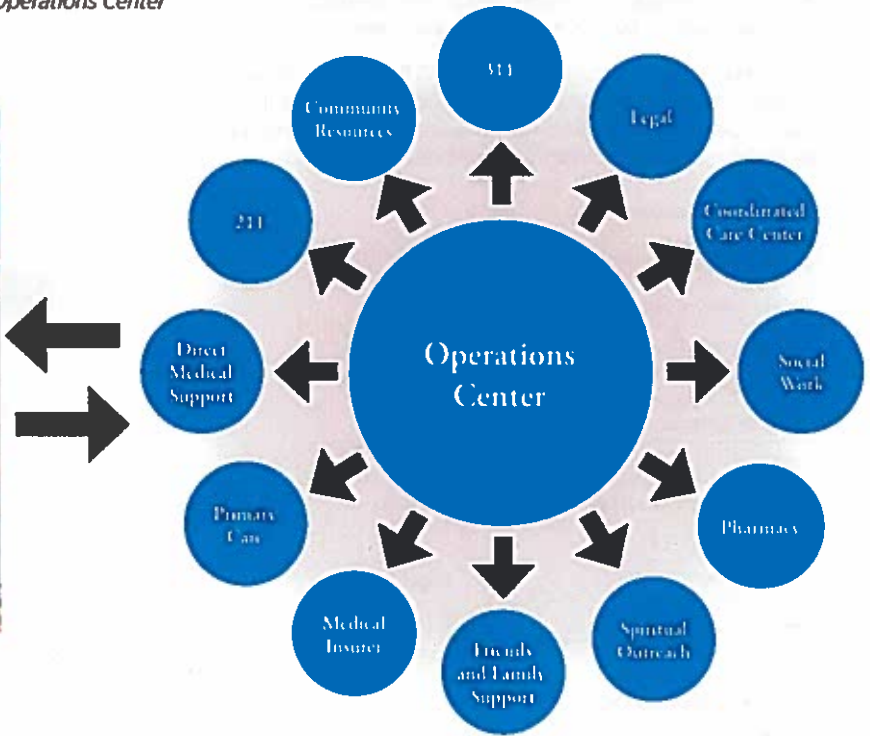 Operations Center
311
Community
Resources
Legal
211
Coordinated
Care Center
Operations
Center
Direct
Medical
Support
Social
Work
Primary
Care
Pharmacy
Medical
Insurer
Friends
and Family
Support
Spiritual
Outreach